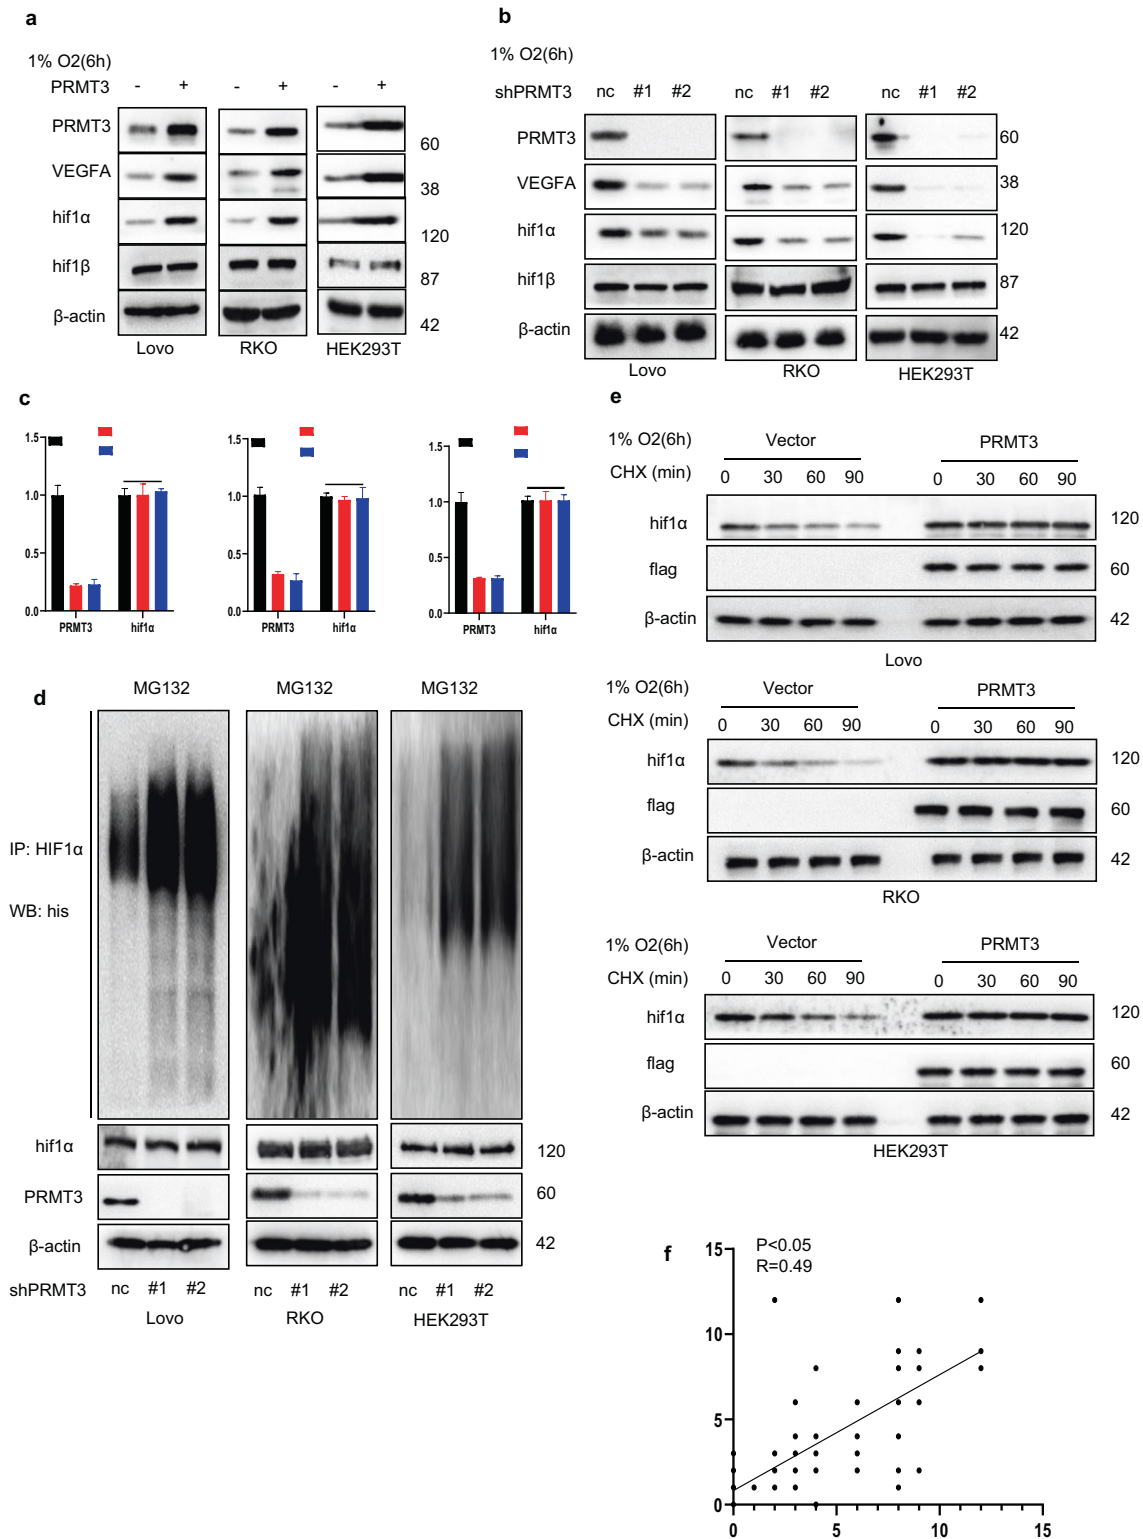 a
1% O2(6h)
PRMT3 - + - + - +
PRMT3
60
VEGFA
38
hif1α
120
hif1β
87
β-actin
42
Lovo RKO HEK293T
b
1% O2(6h)
shPRMT3 nc #1 #2 nc #1 #2 nc #1 #2
PRMT3 60
VEGFA 38
hif1α 120
hif1β 87
β-actin 42
Lovo RKO HEK293T
c
1.5
1.0
0.5
0.0
PRMT3 hif1α
1.5
1.0
0.5
0.0
PRMT3 hif1α
1.5
1.0
0.5
0.0
PRMT3 hif1α
d
MG132 MG132 MG132
IP: HIF1α
WB: his
hif1α 120
PRMT3 60
β-actin 42
shPRMT3 nc #1 #2 nc #1 #2 nc #1 #2
Lovo RKO HEK293T
e
1% O2(6h) Vector PRMT3
CHX (min) 0 30 60 90 0 30 60 90
hif1α 120
flag 60
β-actin 42
Lovo
1% O2(6h) Vector PRMT3
CHX (min) 0 30 60 90 0 30 60 90
hif1α 120
flag 60
β-actin 42
RKO
1% O2(6h) Vector PRMT3
CHX (min) 0 30 60 90 0 30 60 90
hif1α 120
flag 60
β-actin 42
HEK293T
f
P<0.05
R=0.49
15
10
5
0
0 5 10 15